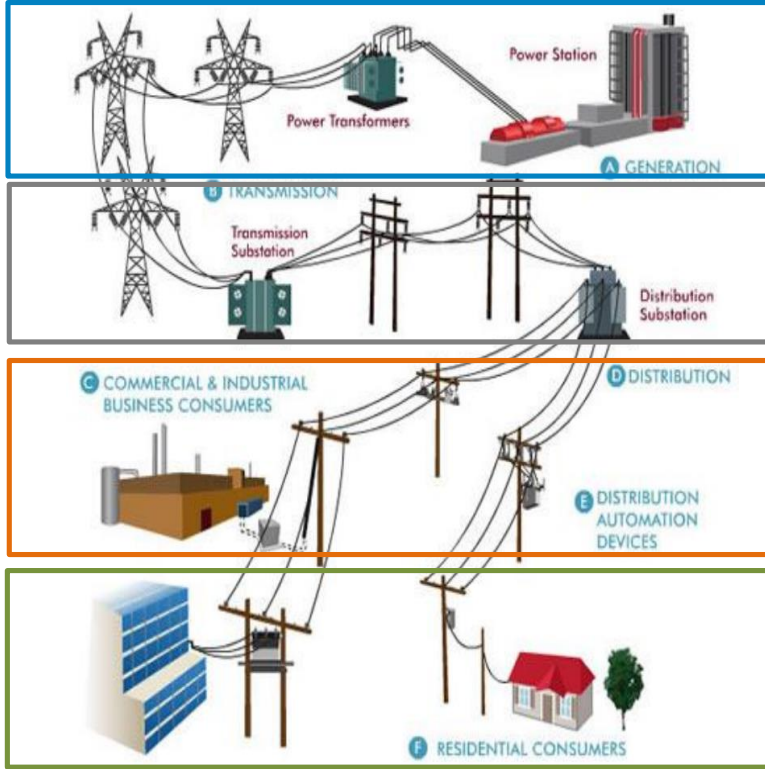 Power Station
Power Transformers
A GENERATION
B TRANSMISSION
Transmission
Substation
Distribution
Substation
C COMMERCIAL & INDUSTRIAL
BUSINESS CONSUMERS
D DISTRIBUTION
E DISTRIBUTION
AUTOMATION
DEVICES
F RESIDENTIAL CONSUMERS